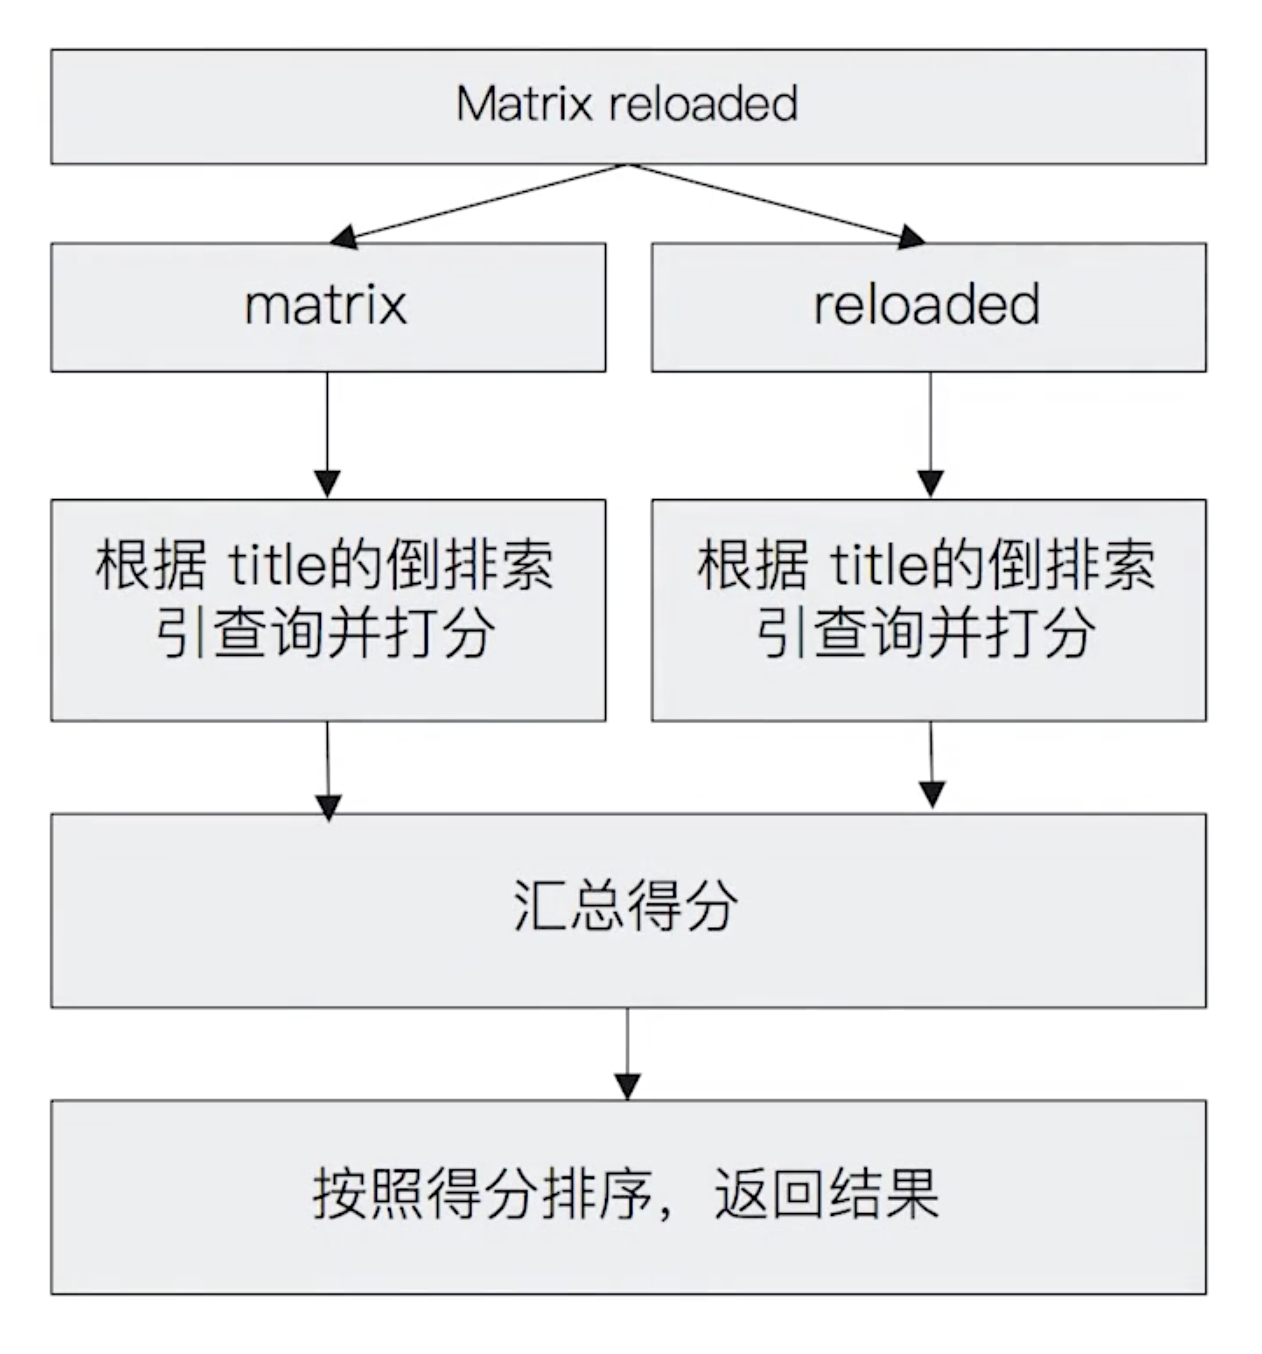 Matrix reloaded
matrix
reloaded
根据 title的倒排索
引查询并打分
根据 title的倒排索
引查询并打分
汇总得分
按照得分排序，返回结果